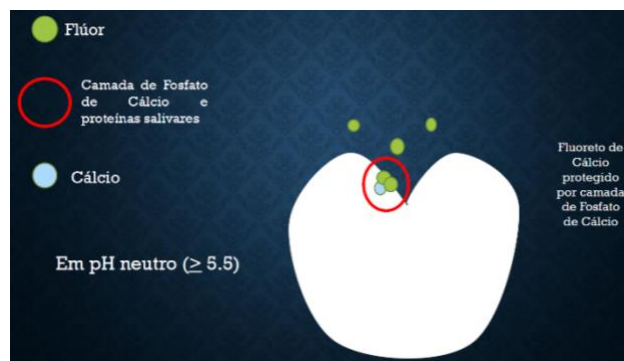 Flúor
Camada de Fosfato
de Cálcio e
proteínas salivares
Cálcio
Em pH neutro (≥ 5.5)
Fluoreto de
Cálcio
protegido
por camada
de Fosfato
de Cálcio